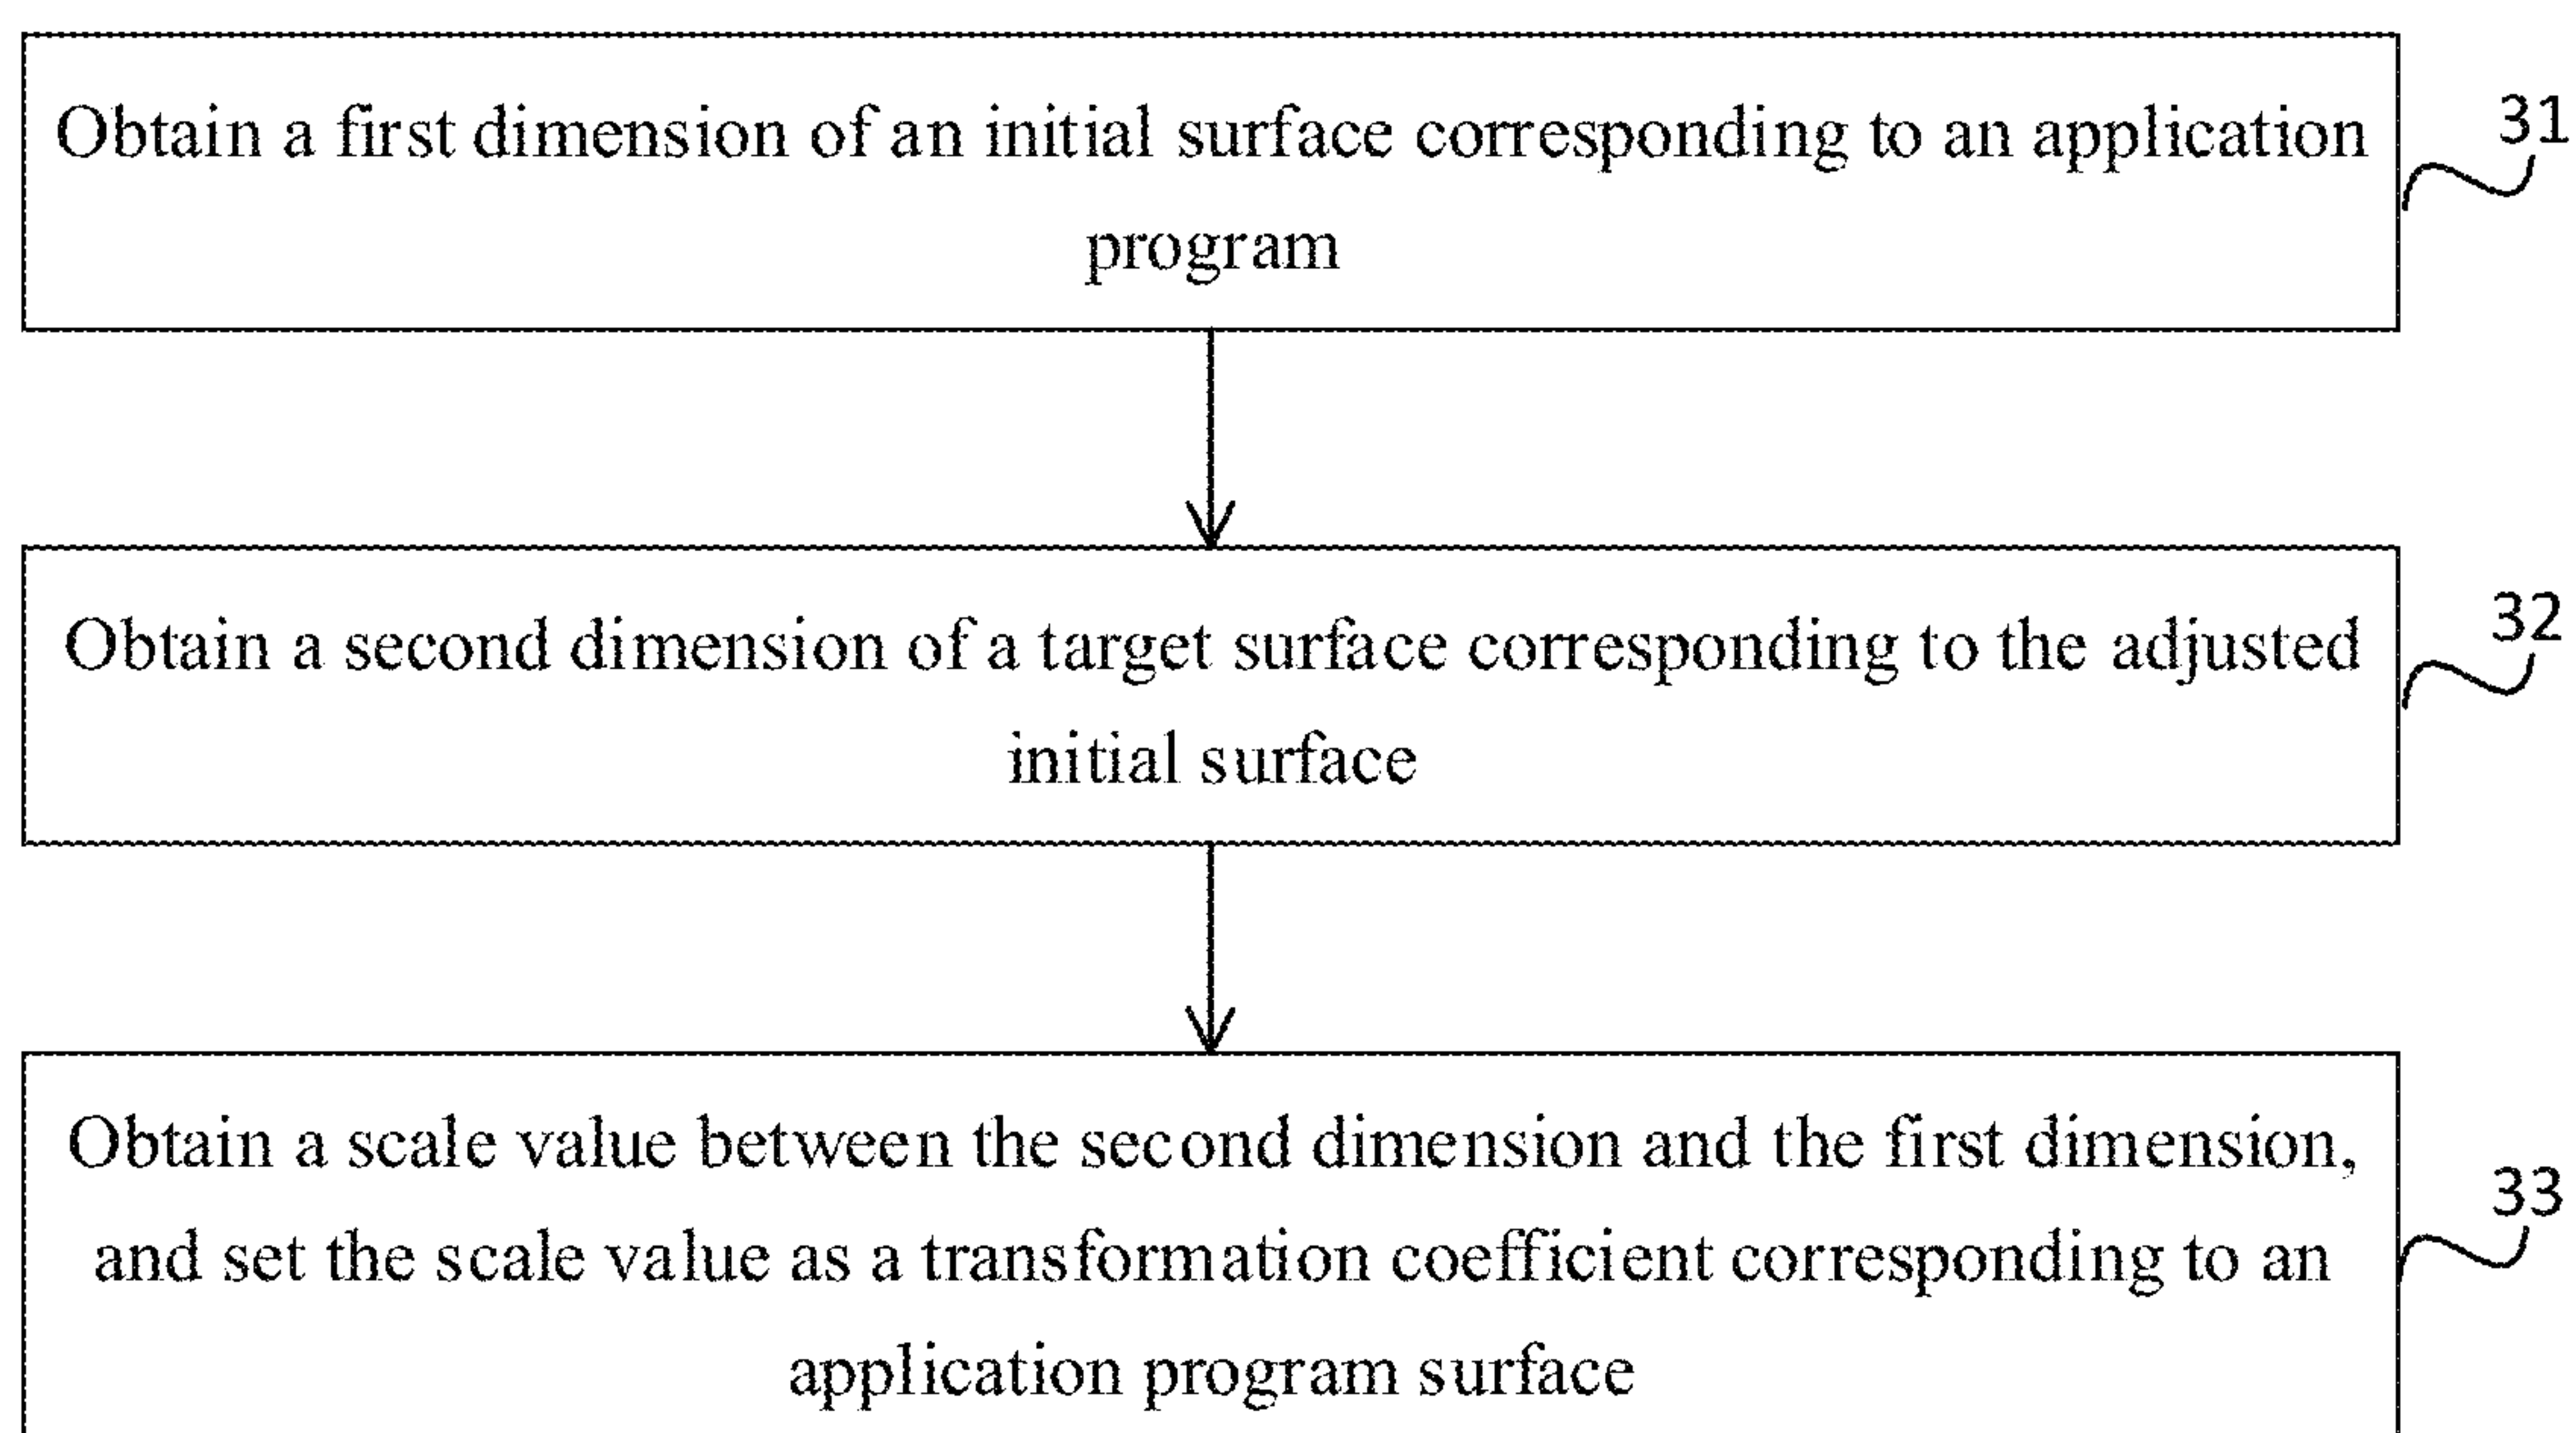 Obtain a first dimension of an initial surface corresponding to an application
program
31
Obtain a second dimension of a target surface corresponding to the adjusted
initial surface
32
Obtain a scale value between the second dimension and the first dimension,
and set the scale value as a transformation coefficient corresponding to an
application program surface
33